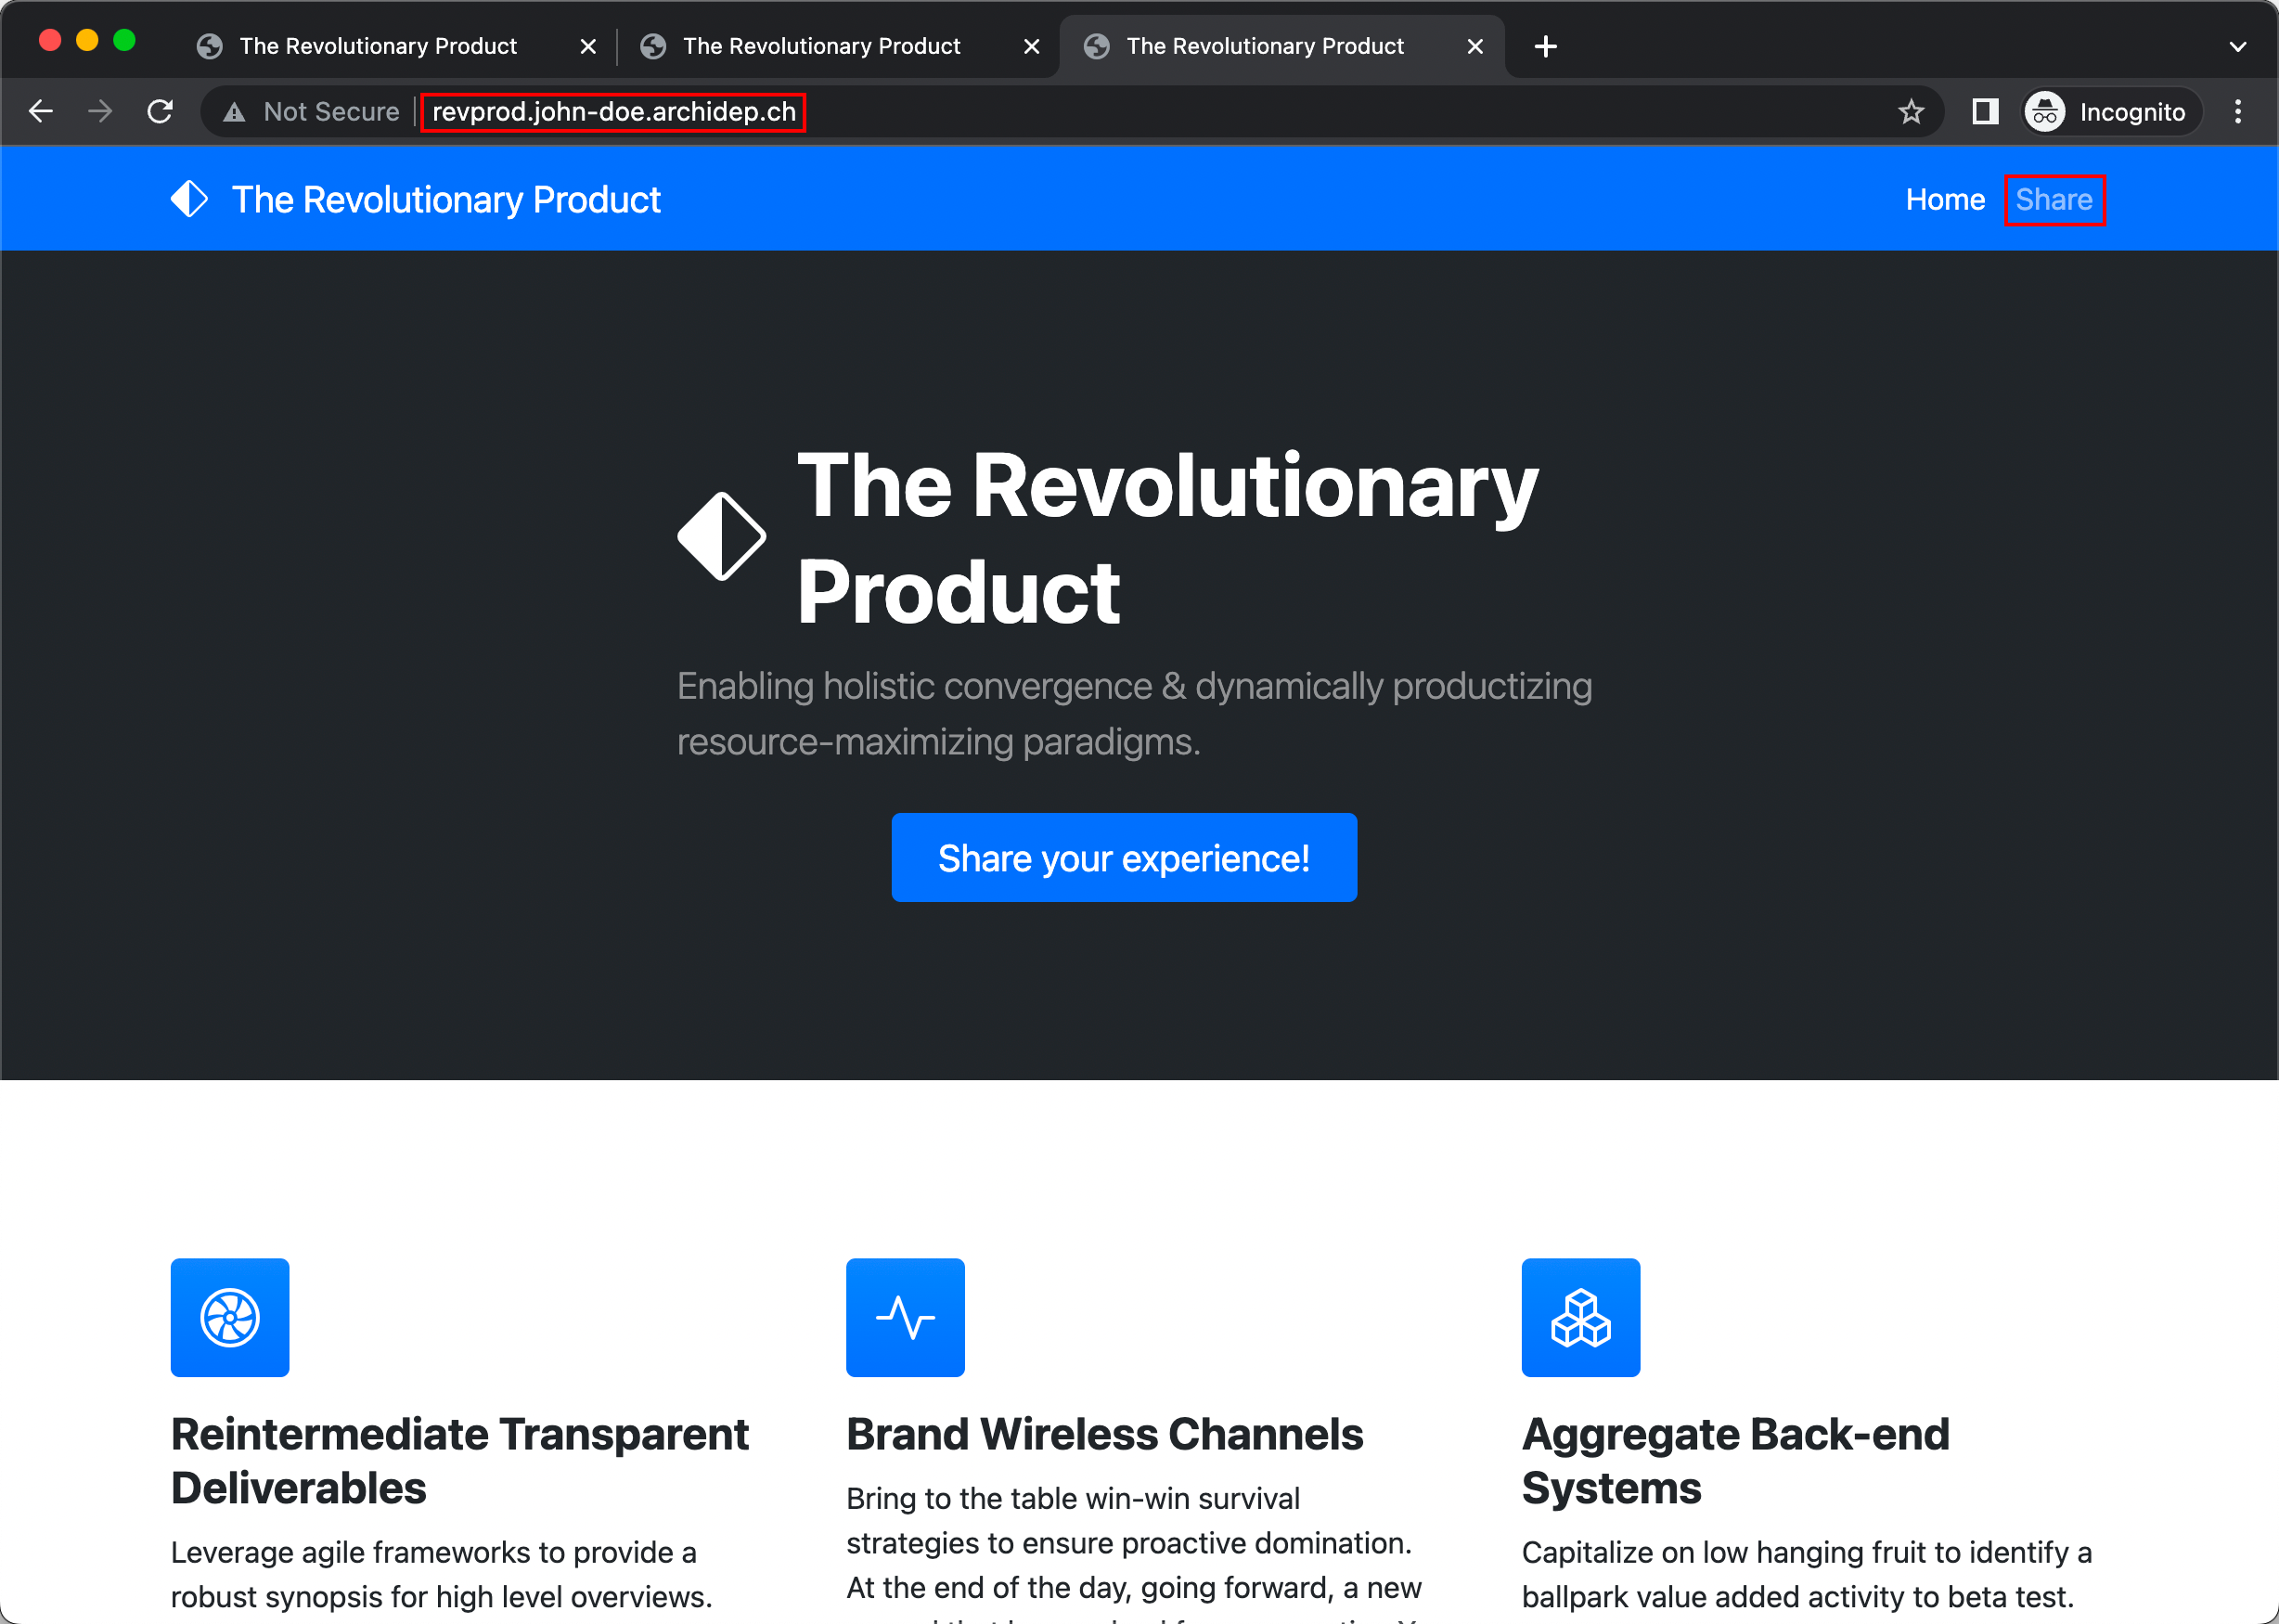 The Revolutionary Product
The Revolutionary Product
The Revolutionary Product
Not Secure
revprod.john-doe.archidep.ch
Incognito
The Revolutionary Product
Home
Share
The Revolutionary
Product
Enabling holistic convergence & dynamically productizing
resource-maximizing paradigms.
Share your experience!
Reintermediate Transparent
Deliverables
Leverage agile frameworks to provide a
robust synopsis for high level overviews.
Brand Wireless Channels
Bring to the table win-win survival
strategies to ensure proactive domination.
At the end of the day, going forward, a new
Aggregate Back-end
Systems
Capitalize on low hanging fruit to identify a
ballpark value added activity to beta test.